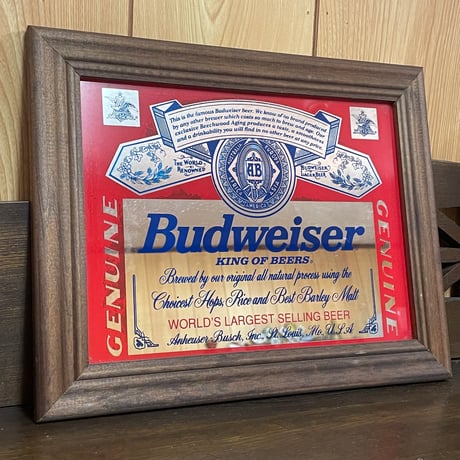 This is the famous Budweiser beer. We know of no brand produced
by any other brewer which costs so much to brew and age. Our
exclusive Beechwood Aging produces a taste, a smoothness
and a drinkability you will find in no other beer at any price.
THE WORLD
RENOWNED
BUDWEISER
LAGER BEER
AB
GENUINE
GENUINE
Budweiser
KING OF BEERS®
Brewed by our original all natural process using the
Choicest Hops, Rice and Best Barley Malt
WORLD'S LARGEST SELLING BEER
Anheuser-Busch, Inc. St. Louis, Mo. U.S.A.